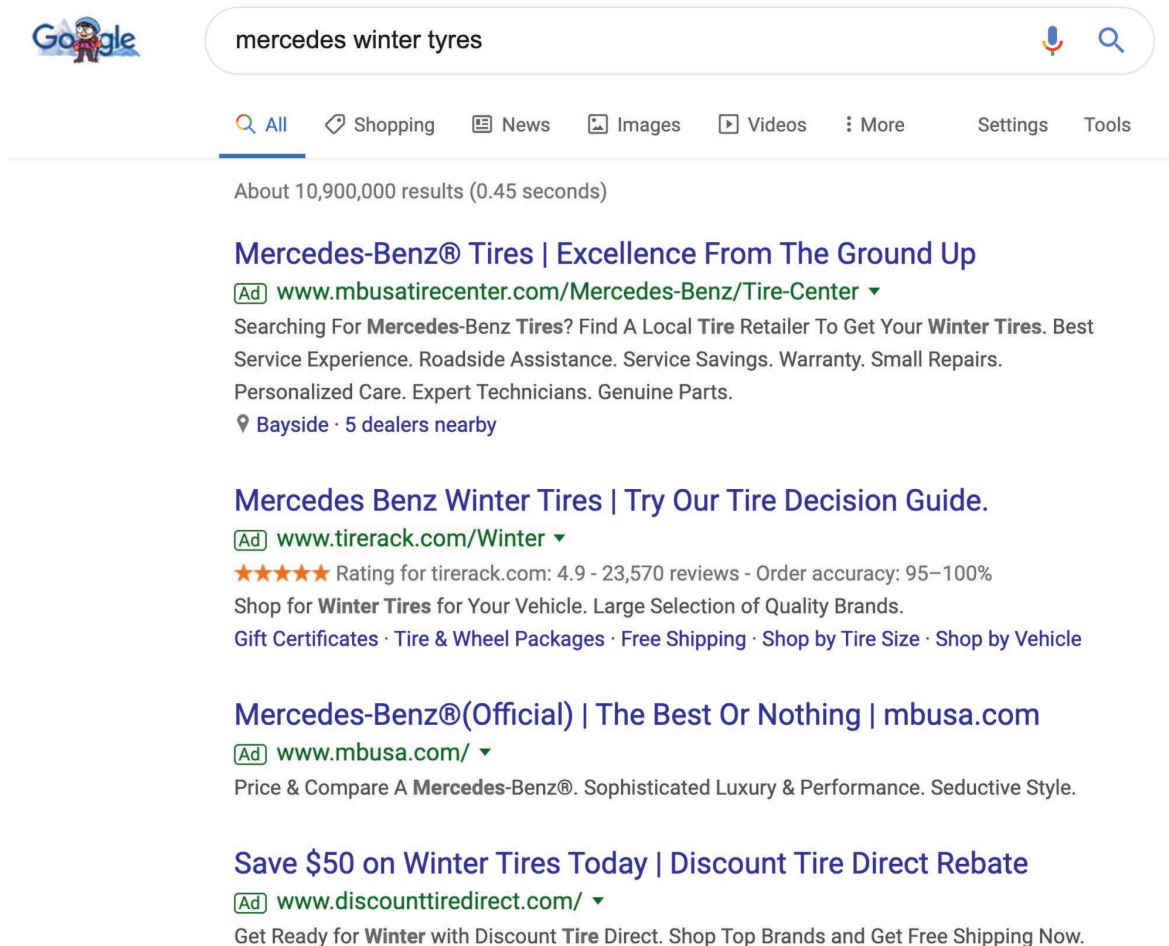 Google
mercedes winter tyres
All Shopping News Images Videos More Settings Tools
About 10,900,000 results (0.45 seconds)
Mercedes-Benz® Tires | Excellence From The Ground Up
Ad www.mbusatirecenter.com/Mercedes-Benz/Tire-Center
Searching For Mercedes-Benz Tires? Find A Local Tire Retailer To Get Your Winter Tires. Best
Service Experience. Roadside Assistance. Service Savings. Warranty. Small Repairs.
Personalized Care. Expert Technicians. Genuine Parts.
Bayside · 5 dealers nearby
Mercedes Benz Winter Tires | Try Our Tire Decision Guide.
Ad www.tirerack.com/Winter
Rating for tirerack.com: 4.9 - 23,570 reviews - Order accuracy: 95–100%
Shop for Winter Tires for Your Vehicle. Large Selection of Quality Brands.
Gift Certificates · Tire & Wheel Packages · Free Shipping · Shop by Tire Size · Shop by Vehicle
Mercedes-Benz®(Official) | The Best Or Nothing | mbusa.com
Ad www.mbusa.com/
Price & Compare A Mercedes-Benz®. Sophisticated Luxury & Performance. Seductive Style.
Save $50 on Winter Tires Today | Discount Tire Direct Rebate
Ad www.discounttiredirect.com/
Get Ready for Winter with Discount Tire Direct. Shop Top Brands and Get Free Shipping Now.